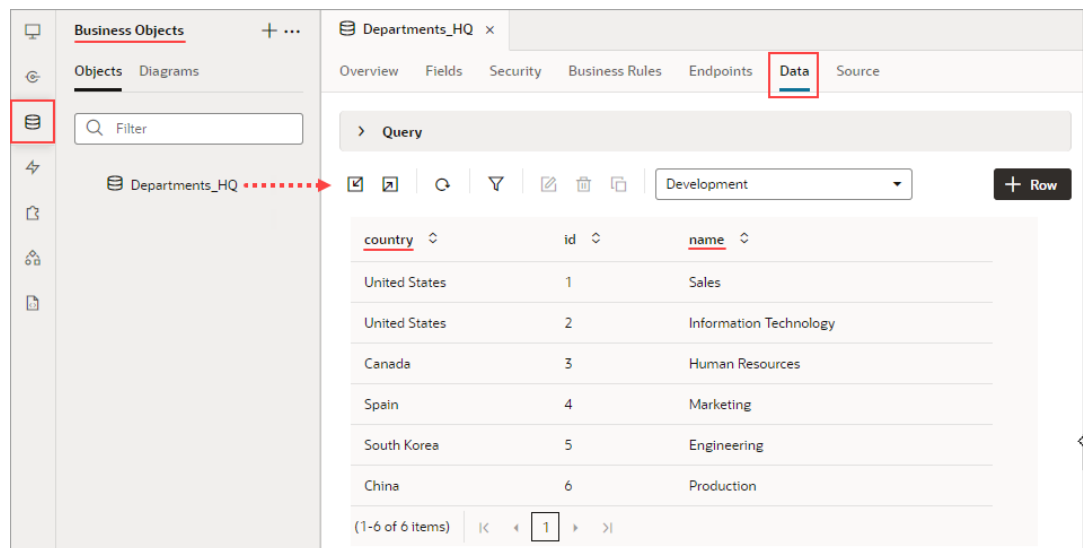 Business Objects
Departments_HQ
Objects Diagrams
Overview Fields Security Business Rules Endpoints Data Source
Filter
Query
Departments_HQ
Development
+ Row
country id name
United States 1 Sales
United States 2 Information Technology
Canada 3 Human Resources
Spain 4 Marketing
South Korea 5 Engineering
China 6 Production
(1-6 of 6 items) 1